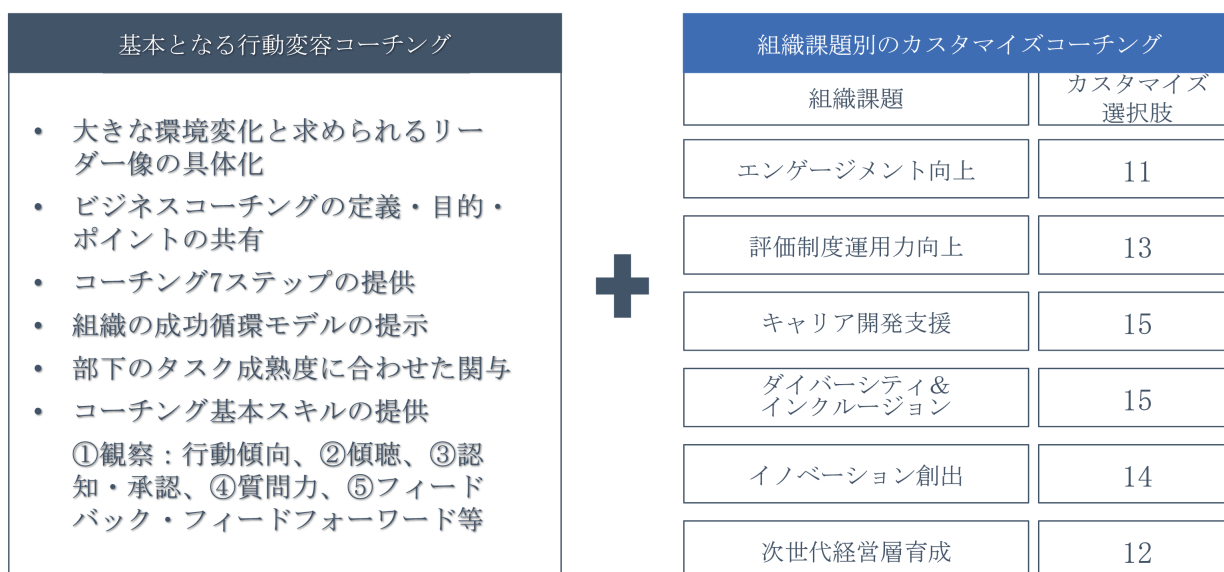 基本となる行動変容コーチング
• 大きな環境変化と求められるリー
ダー像の具体化
• ビジネスコーチングの定義・目的・
ポイントの共有
• コーチング7ステップの提供
• 組織の成功循環モデルの提示
• 部下のタスク成熟度に合わせた関与
• コーチング基本スキルの提供
①観察：行動傾向、②傾聴、③認
知・承認、④質問力、⑤フィード
バック・フィードフォーワード等
組織課題別のカスタマイズコーチング
組織課題
カスタマイズ
選択肢
エンゲージメント向上
11
評価制度運用力向上
13
キャリア開発支援
15
ダイバーシティ&
インクルージョン
15
イノベーション創出
14
次世代経営層育成
12